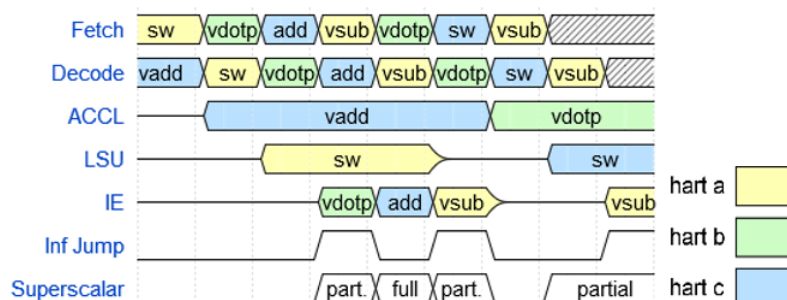 Fetch sw vdotp add vsub vdotp sw vsub
Decode vadd sw vdotp add vsub vdotp sw vsub
ACCL vadd vdotp
LSU sw sw
hart a
IE vdotp add vsub vsub
hart b
Inf Jump
hart c
Superscalar part. full part. partial